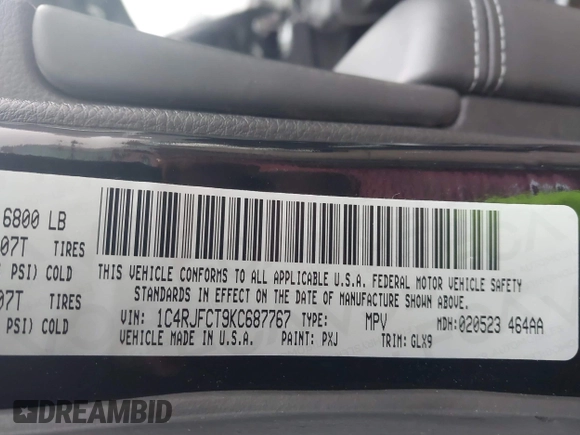 6800 LB
07T TIRES
PSI) COLD
07T TIRES
PSI) COLD
THIS VEHICLE CONFORMS TO ALL APPLICABLE U.S.A. FEDERAL MOTOR VEHICLE SAFETY
STANDARDS IN EFFECT ON THE DATE OF MANUFACTURE SHOWN ABOVE.
VIN: 1C4RJFCT9KC687767 TYPE: MPV MDH: 020523 464AA
VEHICLE MADE IN U.S.A. PAINT: PXJ TRIM: GLX9
DREAMBID